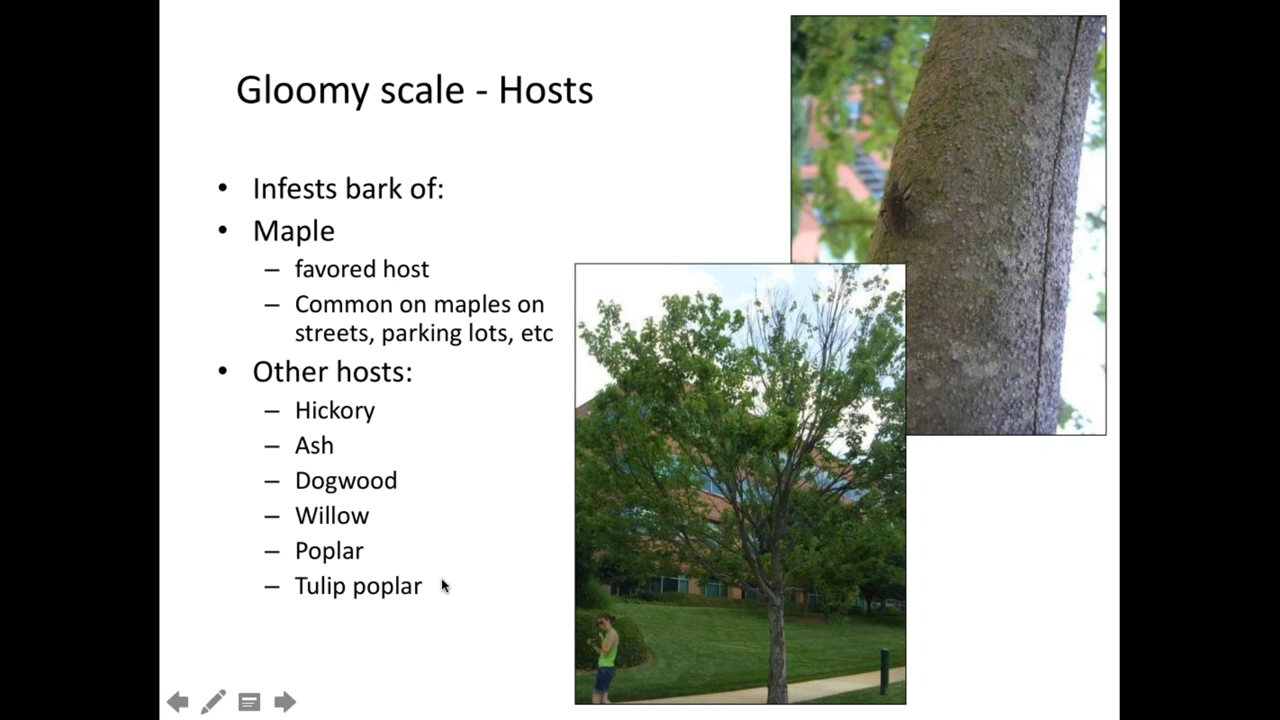 Gloomy scale - Hosts
• Infests bark of:
• Maple
– favored host
– Common on maples on
streets, parking lots, etc
• Other hosts:
– Hickory
– Ash
– Dogwood
– Willow
– Poplar
– Tulip poplar